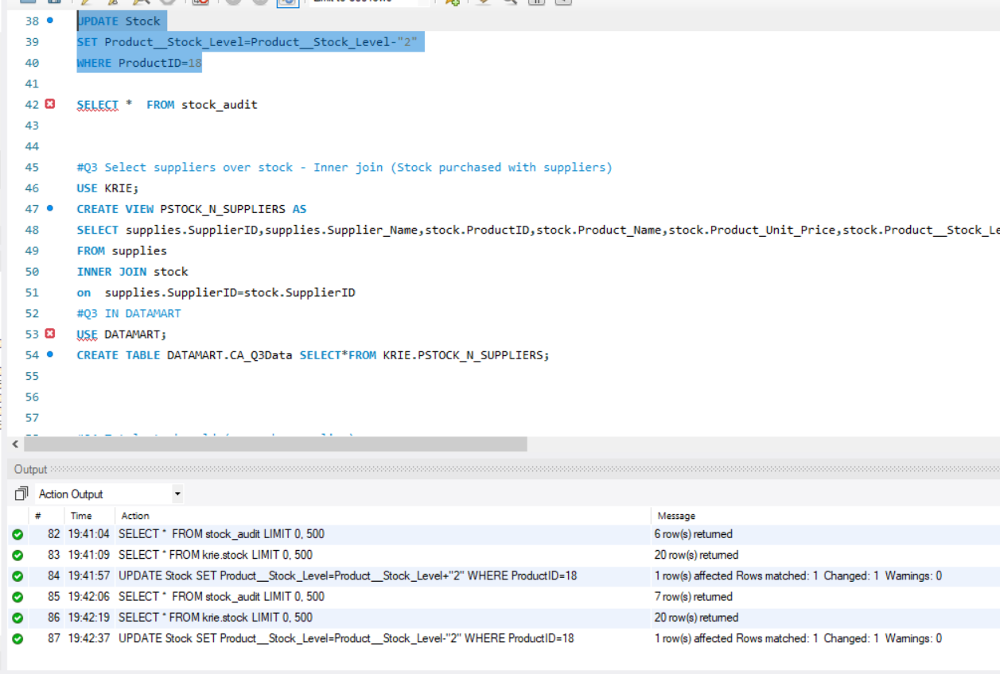 38 UPDATE Stock
39 SET Product__Stock_Level=Product__Stock_Level-"2"
40 WHERE ProductID=18
41
42 SELECT *  FROM stock_audit
43
44
45 #Q3 Select suppliers over stock - Inner join (Stock purchased with suppliers)
46 USE KRIE;
47 CREATE VIEW PSTOCK_N_SUPPLIERS AS
48 SELECT supplies.SupplierID,supplies.Supplier_Name,stock.ProductID,stock.Product_Name,stock.Product_Unit_Price,stock.Product__Stock_Le
49 FROM supplies
50 INNER JOIN stock
51 on  supplies.SupplierID=stock.SupplierID
52 #Q3 IN DATAMART
53 USE DATAMART;
54 CREATE TABLE DATAMART.CA_Q3Data SELECT*FROM KRIE.PSTOCK_N_SUPPLIERS;
55
56
57
Output
Action Output
# Time Action Message
82 19:41:04 SELECT * FROM stock_audit LIMIT 0, 500 6 row(s) returned
83 19:41:09 SELECT * FROM krie.stock LIMIT 0, 500 20 row(s) returned
84 19:41:57 UPDATE Stock SET Product__Stock_Level=Product__Stock_Level+"2" WHERE ProductID=18 1 row(s) affected Rows matched: 1 Changed: 1 Warnings: 0
85 19:42:06 SELECT * FROM stock_audit LIMIT 0, 500 7 row(s) returned
86 19:42:19 SELECT * FROM krie.stock LIMIT 0, 500 20 row(s) returned
87 19:42:37 UPDATE Stock SET Product__Stock_Level=Product__Stock_Level-"2" WHERE ProductID=18 1 row(s) affected Rows matched: 1 Changed: 1 Warnings: 0